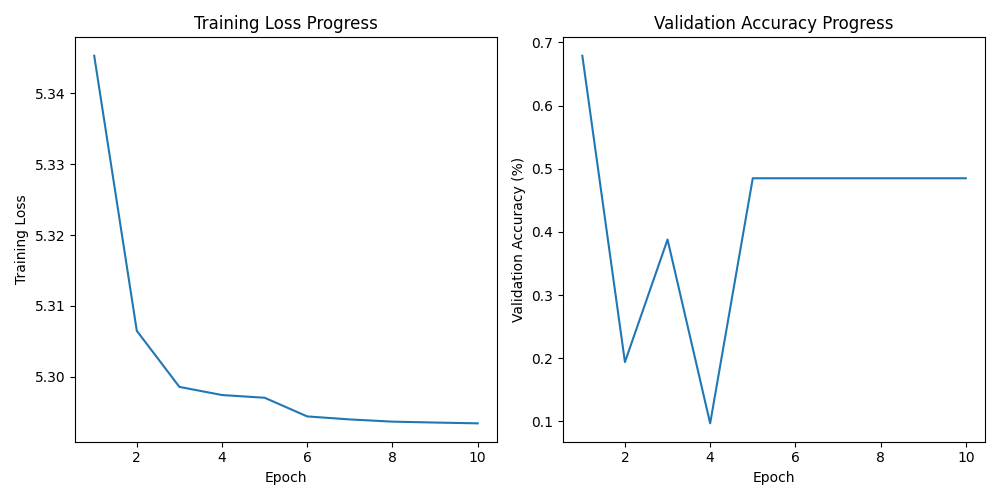 Training Loss Progress
Training Loss
5.34
5.33
5.32
5.31
5.30
2 4 6 8 10
Epoch
Validation Accuracy Progress
Validation Accuracy (%)
0.7
0.6
0.5
0.4
0.3
0.2
0.1
2 4 6 8 10
Epoch